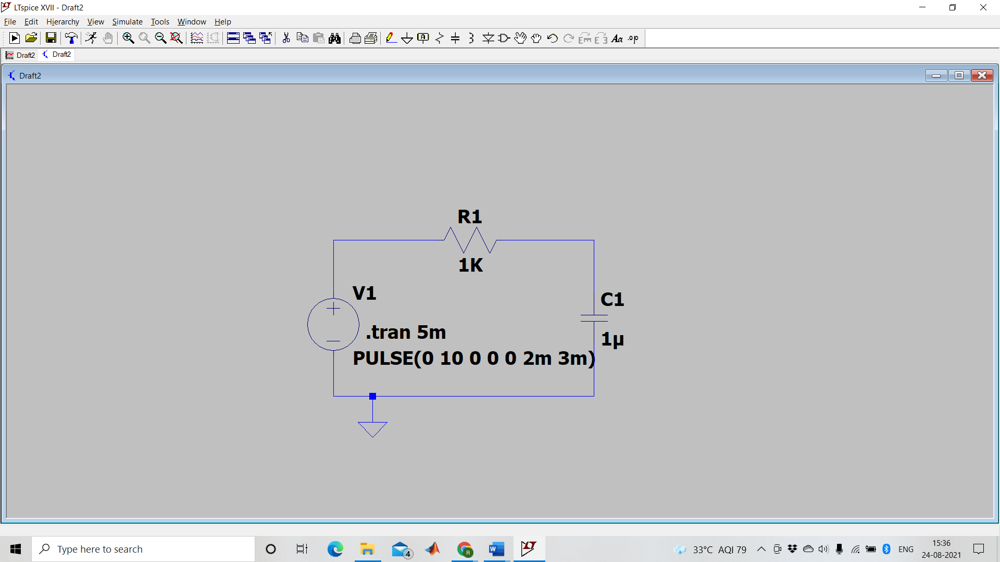 LTspice XVII - Draft2
File Edit Hierarchy View Simulate Tools Window Help
Draft2 Draft2
Draft2
R1
1K
V1
C1
.tran 5m
1µ
PULSE(0 10 0 0 0 2m 3m)
Type here to search
4
R
33°C AQI 79
ENG
15:36
24-08-2021